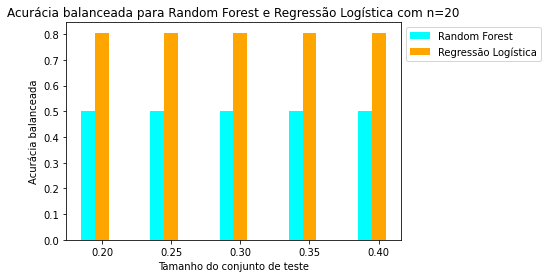 Acurácia balanceada para Random Forest e Regressão Logística com n=20
Random Forest
Regressão Logística
Acurácia balanceada
0.8
0.7
0.6
0.5
0.4
0.3
0.2
0.1
0.0
0.20 0.25 0.30 0.35 0.40
Tamanho do conjunto de teste